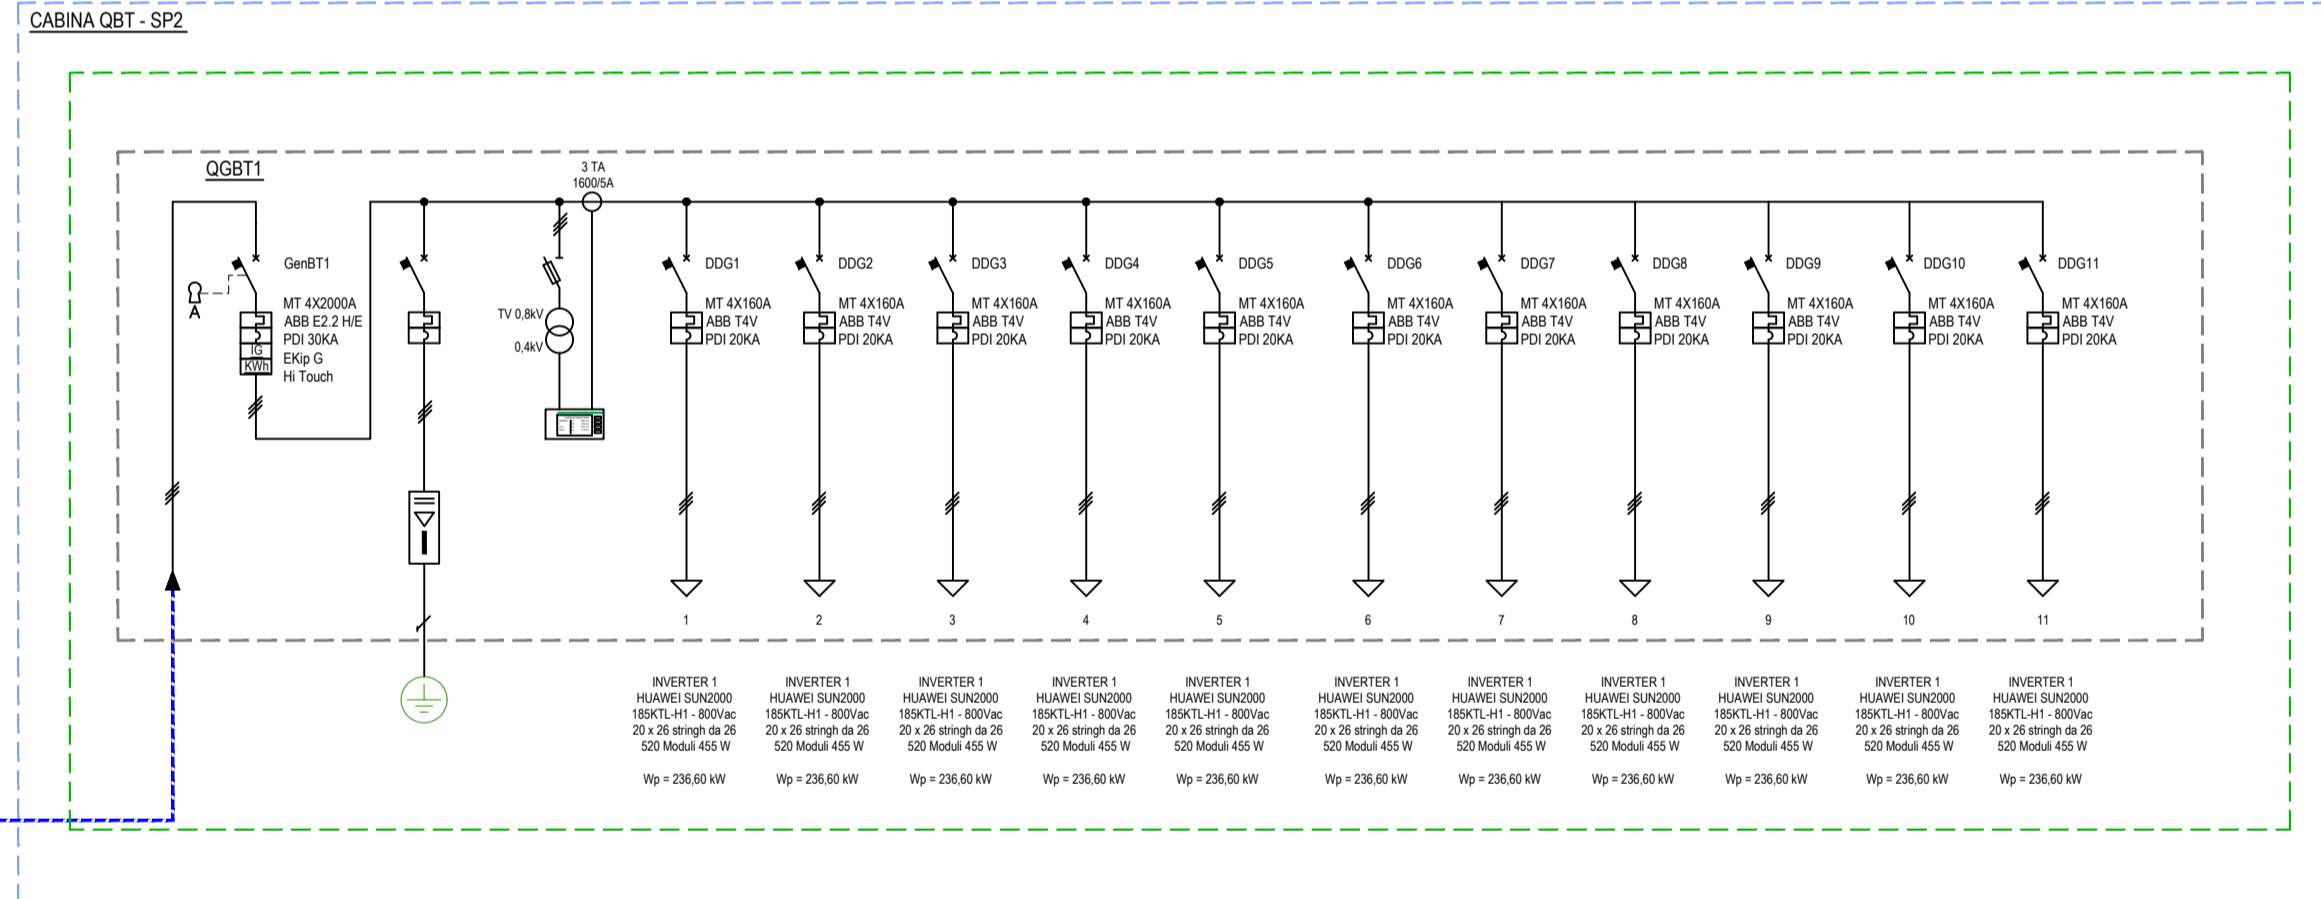 CABINA QBT - SP2
QGBT1
3 TA
1600/5A
A
GenBT1
MT 4X2000A
ABB E2.2 H/E
PDI 30KA
EKip G
Hi Touch
IG
KWh
TV 0,8kV
0,4kV
DDG1
MT 4X160A
ABB T4V
PDI 20KA
DDG2
MT 4X160A
ABB T4V
PDI 20KA
DDG3
MT 4X160A
ABB T4V
PDI 20KA
DDG4
MT 4X160A
ABB T4V
PDI 20KA
DDG5
MT 4X160A
ABB T4V
PDI 20KA
DDG6
MT 4X160A
ABB T4V
PDI 20KA
DDG7
MT 4X160A
ABB T4V
PDI 20KA
DDG8
MT 4X160A
ABB T4V
PDI 20KA
DDG9
MT 4X160A
ABB T4V
PDI 20KA
DDG10
MT 4X160A
ABB T4V
PDI 20KA
DDG11
MT 4X160A
ABB T4V
PDI 20KA
1
2
3
4
5
6
7
8
9
10
11
INVERTER 1
HUAWEI SUN2000
185KTL-H1 - 800Vac
20 x 26 stringh da 26
520 Moduli 455 W
Wp = 236,60 kW
INVERTER 1
HUAWEI SUN2000
185KTL-H1 - 800Vac
20 x 26 stringh da 26
520 Moduli 455 W
Wp = 236,60 kW
INVERTER 1
HUAWEI SUN2000
185KTL-H1 - 800Vac
20 x 26 stringh da 26
520 Moduli 455 W
Wp = 236,60 kW
INVERTER 1
HUAWEI SUN2000
185KTL-H1 - 800Vac
20 x 26 stringh da 26
520 Moduli 455 W
Wp = 236,60 kW
INVERTER 1
HUAWEI SUN2000
185KTL-H1 - 800Vac
20 x 26 stringh da 26
520 Moduli 455 W
Wp = 236,60 kW
INVERTER 1
HUAWEI SUN2000
185KTL-H1 - 800Vac
20 x 26 stringh da 26
520 Moduli 455 W
Wp = 236,60 kW
INVERTER 1
HUAWEI SUN2000
185KTL-H1 - 800Vac
20 x 26 stringh da 26
520 Moduli 455 W
Wp = 236,60 kW
INVERTER 1
HUAWEI SUN2000
185KTL-H1 - 800Vac
20 x 26 stringh da 26
520 Moduli 455 W
Wp = 236,60 kW
INVERTER 1
HUAWEI SUN2000
185KTL-H1 - 800Vac
20 x 26 stringh da 26
520 Moduli 455 W
Wp = 236,60 kW
INVERTER 1
HUAWEI SUN2000
185KTL-H1 - 800Vac
20 x 26 stringh da 26
520 Moduli 455 W
Wp = 236,60 kW
INVERTER 1
HUAWEI SUN2000
185KTL-H1 - 800Vac
20 x 26 stringh da 26
520 Moduli 455 W
Wp = 236,60 kW